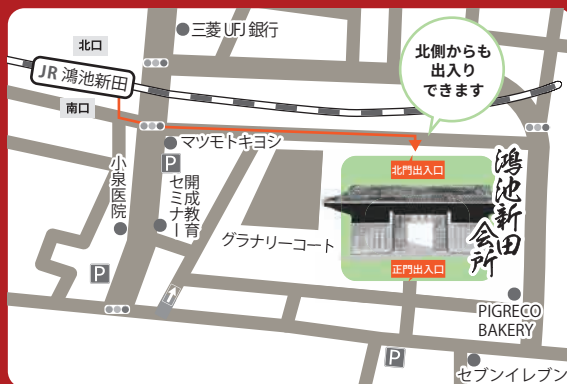 北口
三菱UFJ銀行
JR 鴻池新田
南口
北側からも
出入り
できます
マツモトキヨシ
P
小泉医院
開成教育
セミナー
グラナリーコート
北門出入口
正門出入口
鴻池新田
会所
P
PIGRECO
BAKERY
P
セブンイレブン